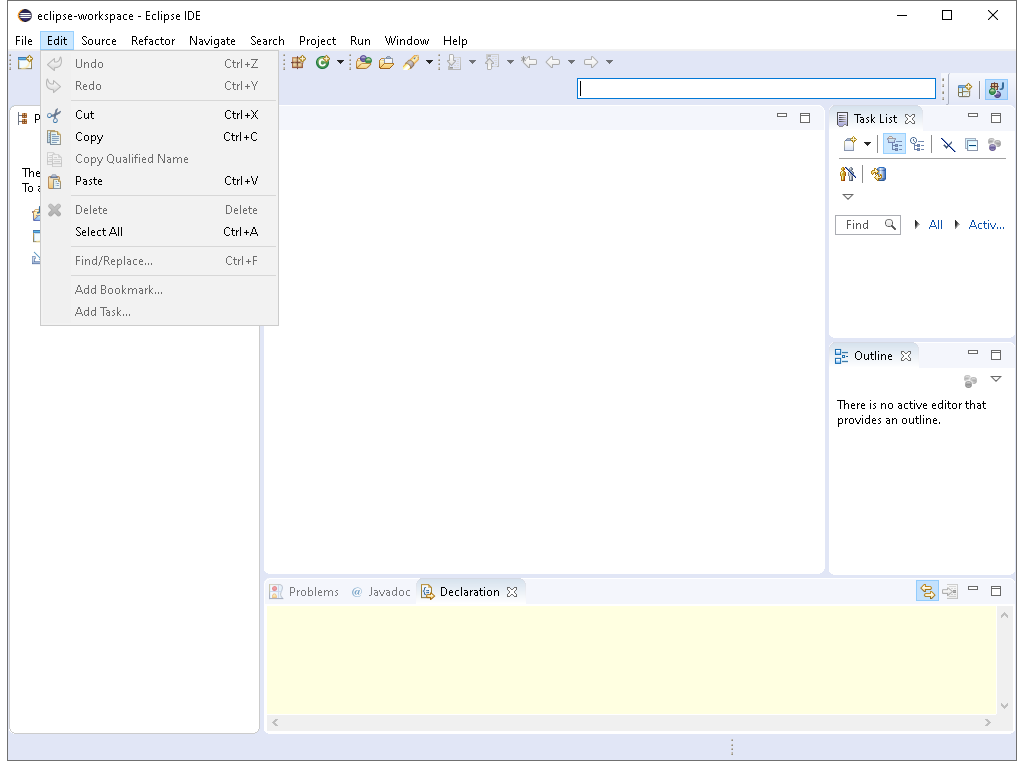 eclipse-workspace - Eclipse IDE
File Edit Source Refactor Navigate Search Project Run Window Help
Undo Ctrl+Z
Redo Ctrl+Y
Cut Ctrl+X
Copy Ctrl+C
Copy Qualified Name
Paste Ctrl+V
Delete Delete
Select All Ctrl+A
Find/Replace... Ctrl+F
Add Bookmark...
Add Task...
P
The
To a
Task List
Find All Activ...
Outline
There is no active editor that
provides an outline.
Problems @ Javadoc Declaration